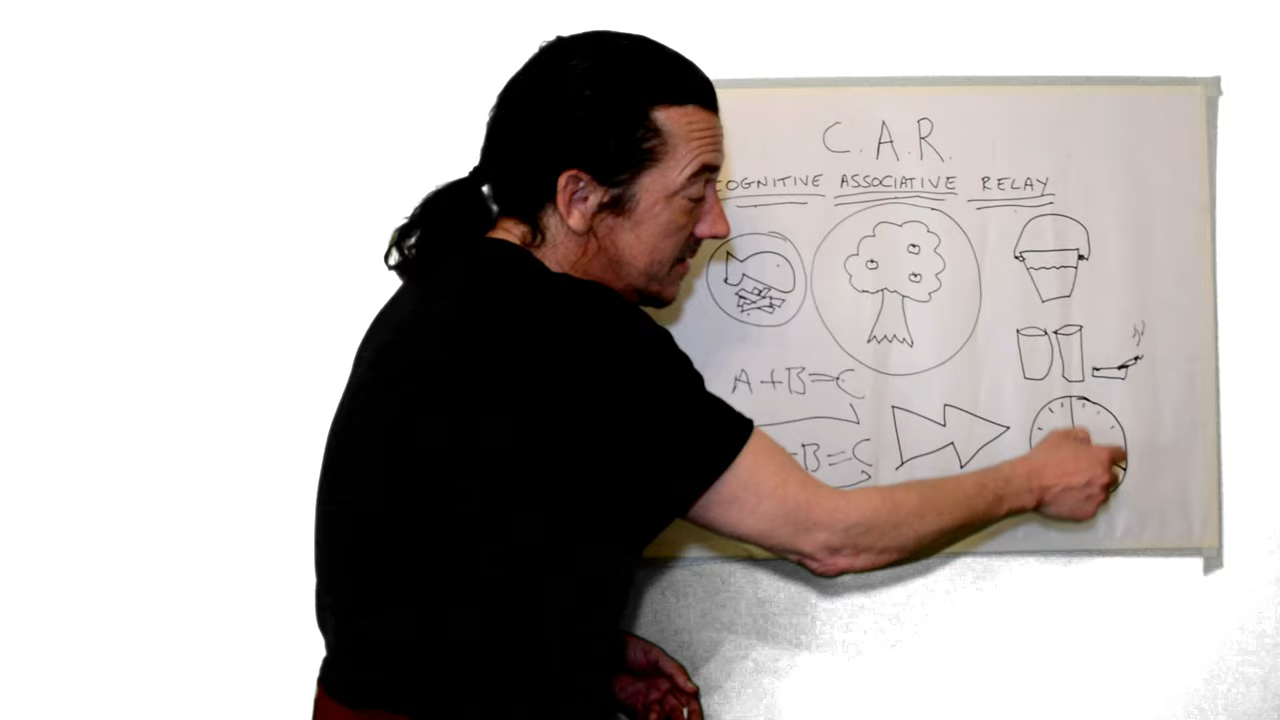 C.A.R.
COGNITIVE ASSOCIATIVE RELAY
A+B=C
+B=C